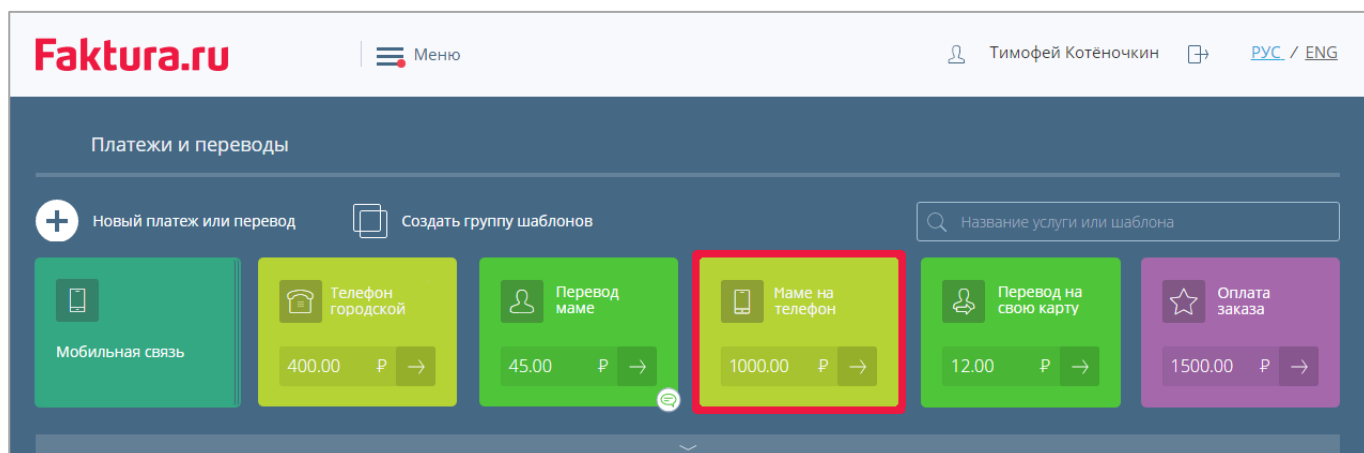 Faktura.ru
Меню
Тимофей Котёночкин
РУС / ENG
Платежи и переводы
Новый платеж или перевод
Создать группу шаблонов
Название услуги или шаблона
Мобильная связь
Телефон
городской
400.00 ₽
Перевод
маме
45.00 ₽
Маме на
телефон
1000.00 ₽
Перевод на
свою карту
12.00 ₽
Оплата
заказа
1500.00 ₽